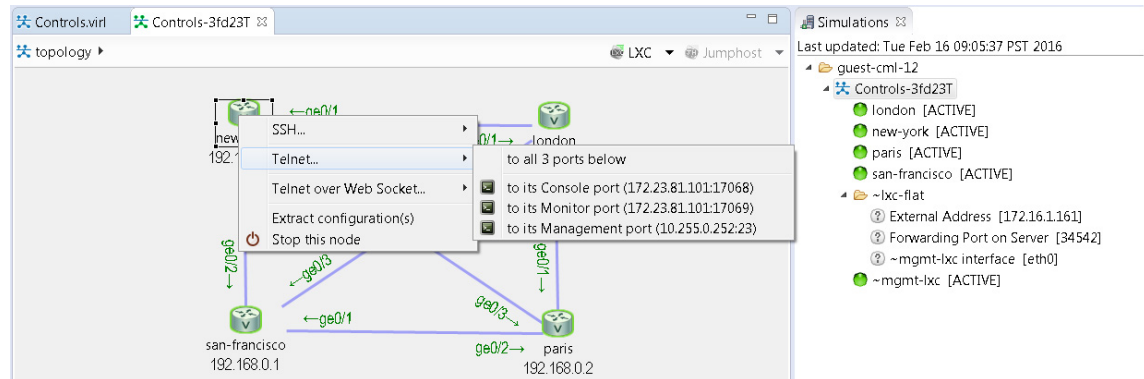 Controls.virl
Controls-3fd23T
topology
LXC
Jumphost
ge0/1
new
192.1
0/1
london
SSH...
Telnet...
Telnet over Web Socket...
Extract configuration(s)
Stop this node
to all 3 ports below
to its Console port (172.23.81.101:17068)
to its Monitor port (172.23.81.101:17069)
to its Management port (10.255.0.252:23)
ge0/2
ge0/3
ge0/1
ge0/3
ge0/1
san-francisco
192.168.0.1
ge0/2
paris
192.168.0.2
Simulations
Last updated: Tue Feb 16 09:05:37 PST 2016
guest-cml-12
Controls-3fd23T
london [ACTIVE]
new-york [ACTIVE]
paris [ACTIVE]
san-francisco [ACTIVE]
~lxc-flat
External Address [172.16.1.161]
Forwarding Port on Server [34542]
~mgmt-lxc interface [eth0]
~mgmt-lxc [ACTIVE]